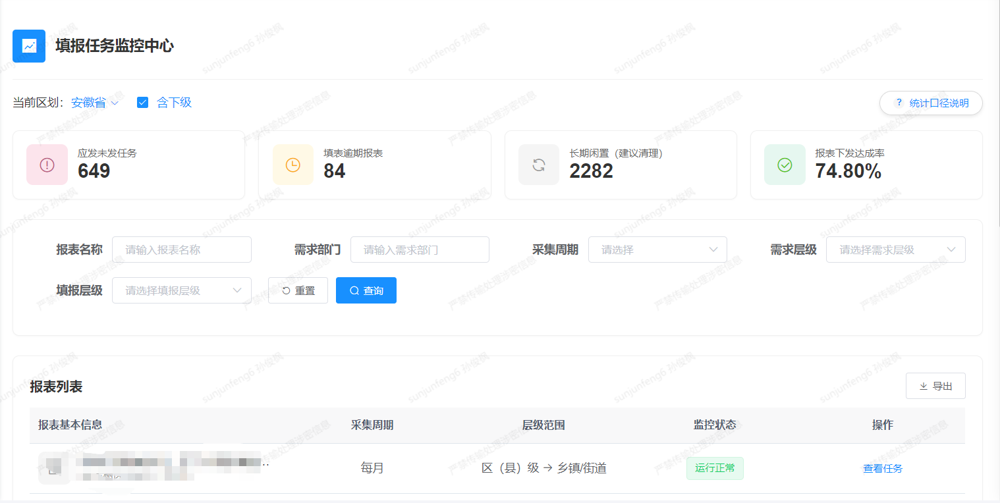 填报任务监控中心
当前区划： 安徽省 含下级
? 统计口径说明
应发未发任务
649
填表逾期报表
84
长期闲置（建议清理）
2282
报表下发达成率
74.80%
报表名称 请输入报表名称 需求部门 请输入需求部门 采集周期 请选择 需求层级 请选择需求层级
填报层级 请选择填报层级 重置 查询
报表列表 导出
报表基本信息 采集周期 层级范围 监控状态 操作
每月 区（县）级 → 乡镇/街道 运行正常 查看任务
sunjunfeng6 孙俊枫
严禁传输处理涉密信息